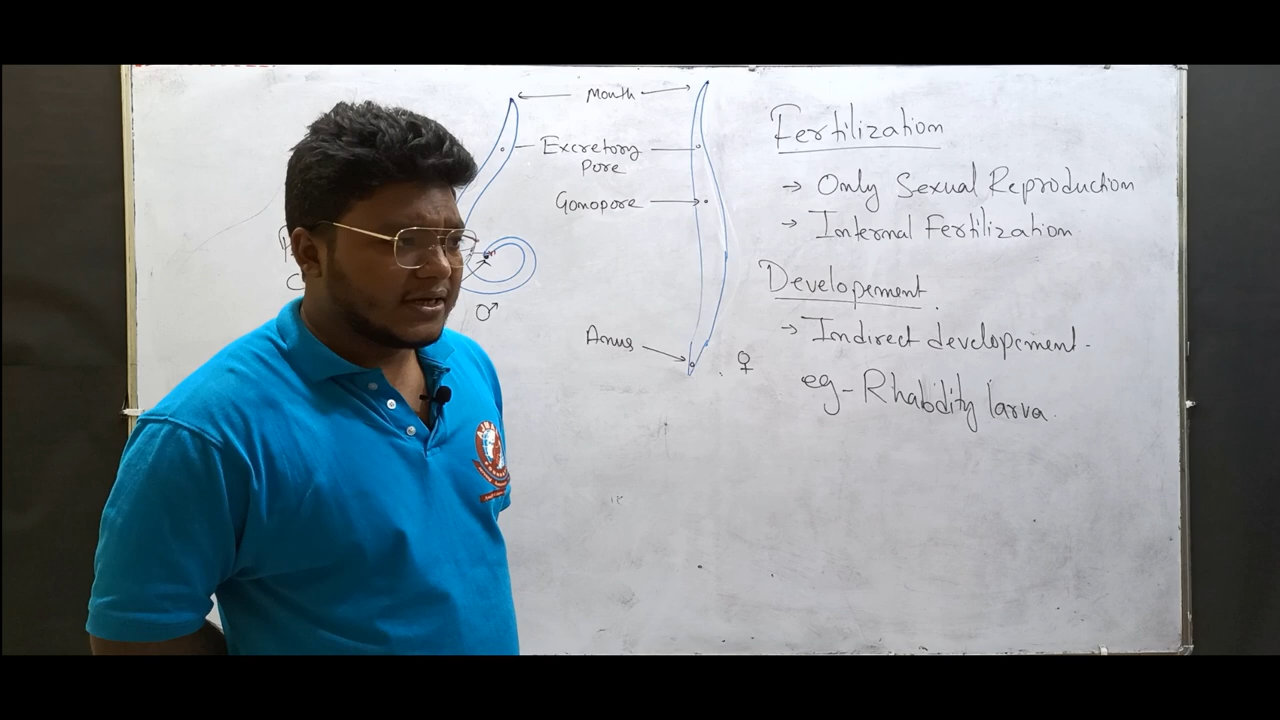 Mouth
Excretory
Pore
Gonopore
Anus
♂
♀
Fertilization
→ Only Sexual Reproduction
→ Internal Fertilization
Developement
→ Indirect developement.
eg - Rhabdity larva.